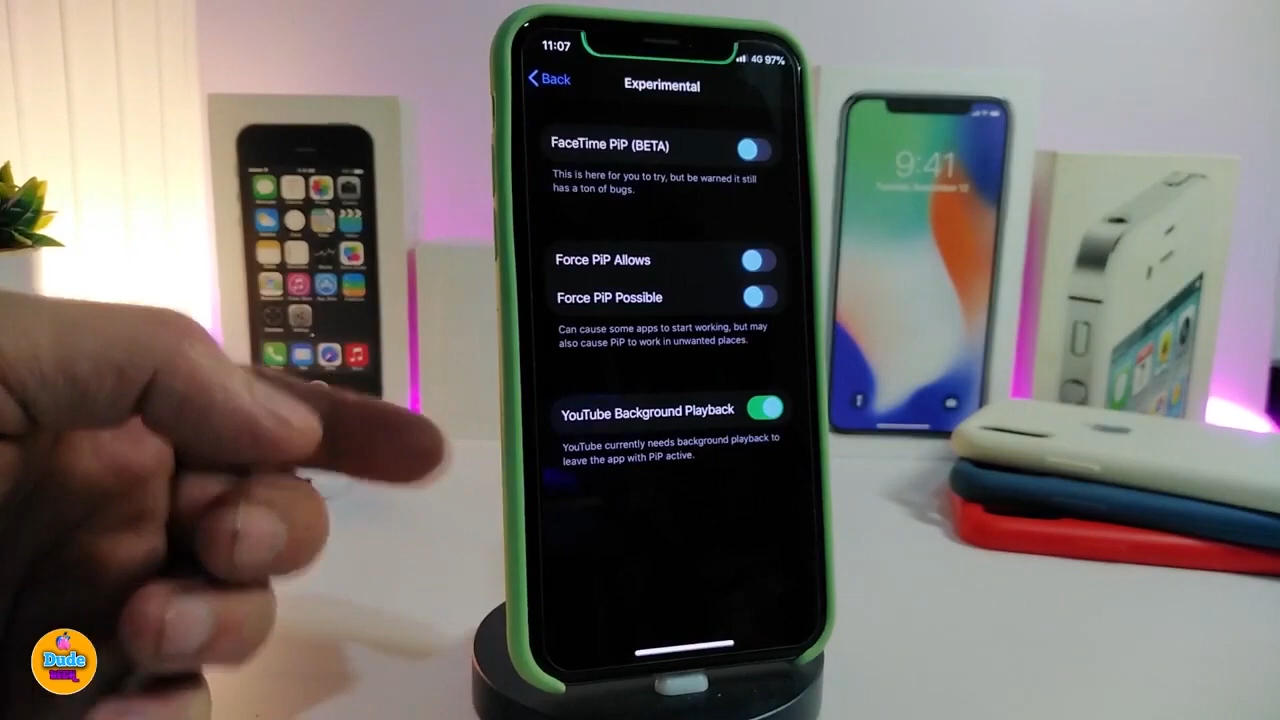 11:07
4G 97%
Back
Experimental
FaceTime PiP (BETA)
This is here for you to try, but be warned it still
has a ton of bugs.
Force PiP Allows
Force PiP Possible
Can cause some apps to start working, but may
also cause PiP to work in unwanted places.
YouTube Background Playback
YouTube currently needs background playback to
leave the app with PiP active.
9:41
Dude